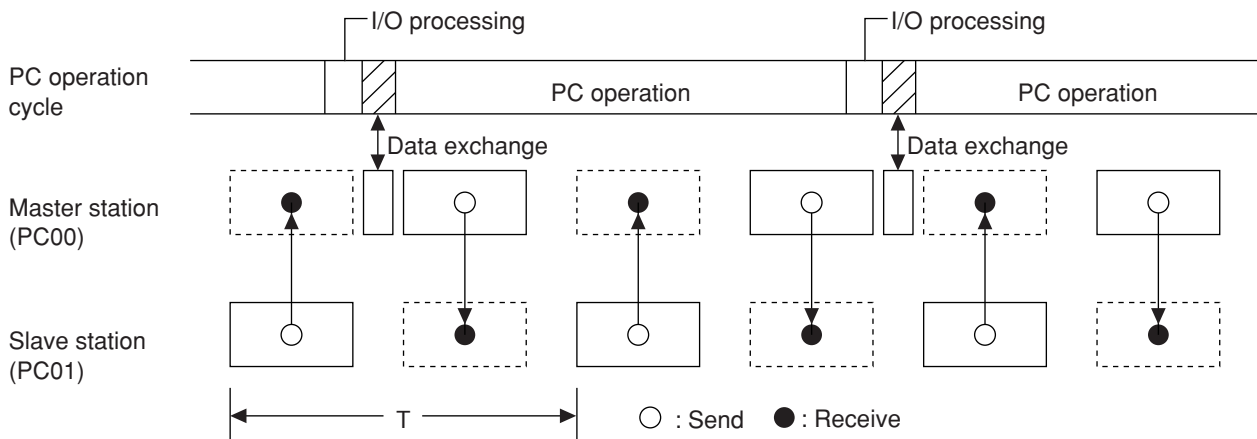 I/O processing
I/O processing
PC operation
cycle
PC operation
PC operation
Data exchange
Data exchange
Master station
(PC00)
Slave station
(PC01)
T
: Send
: Receive